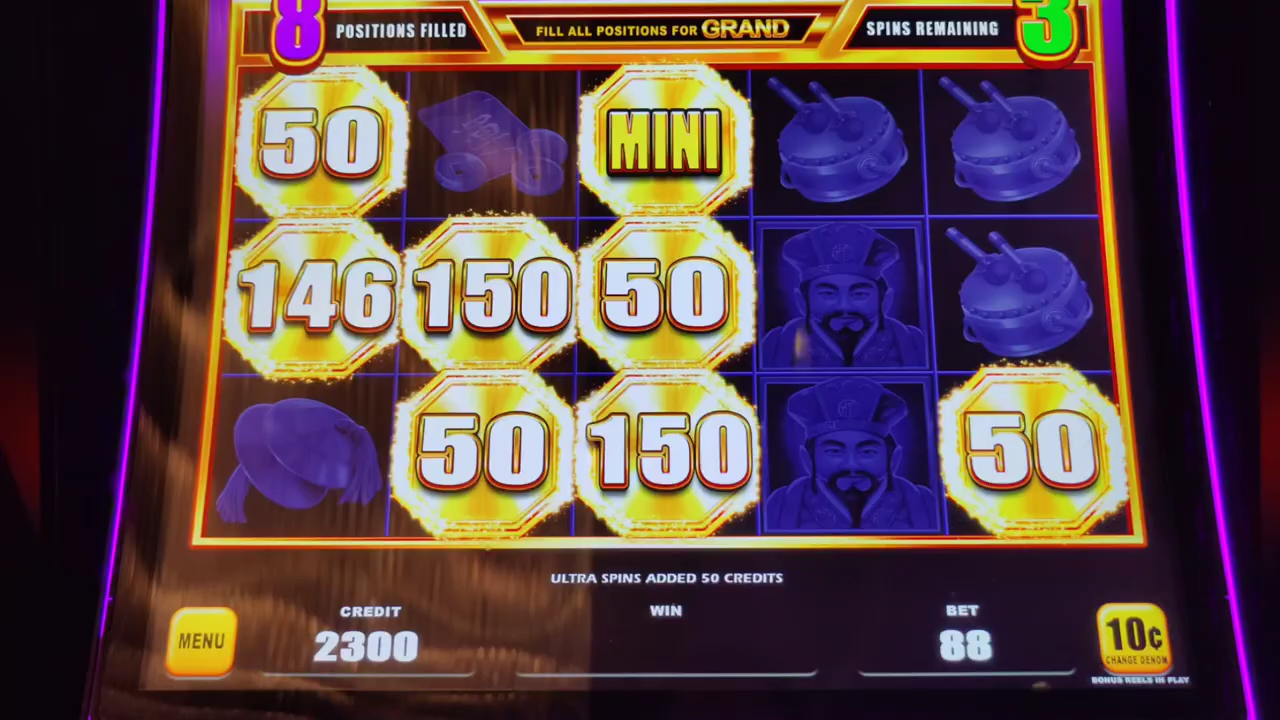 8 POSITIONS FILLED
FILL ALL POSITIONS FOR GRAND
SPINS REMAINING 3
50 MINI
146 150 50
50 150 50
ULTRA SPINS ADDED 50 CREDITS
MENU
CREDIT
2300
WIN
BET
88
10¢
CHANGE DENOM
BONUS REELS IN PLAY